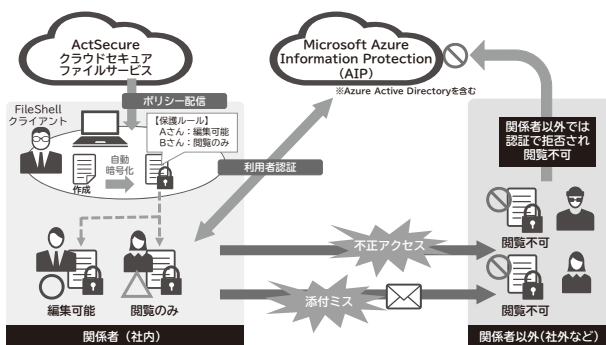 ActSecure
クラウドセキュア
ファイルサービス
Microsoft Azure
Information Protection
（AIP）
※Azure Active Directoryを含む
ポリシー配信
FileShell
クライアント
【保護ルール】
Aさん：編集可能
Bさん：閲覧のみ
自動
暗号化
作成
利用者認証
関係者以外では
認証で拒否され
閲覧不可
不正アクセス
閲覧不可
添付ミス
閲覧不可
編集可能
閲覧のみ
関係者（社内）
関係者以外（社外など）